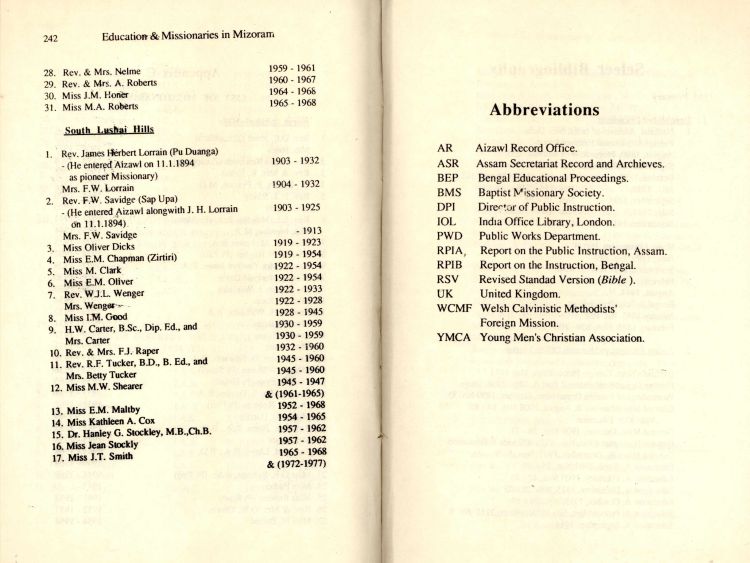 242 Education & Missionaries in Mizoram
28. Rev. & Mrs. Nelme 1959 - 1961
29. Rev. & Mrs. A. Roberts 1960 - 1967
30. Miss J.M. Honer 1964 - 1968
31. Miss M.A. Roberts 1965 - 1968
South Lushai Hills
1. Rev. James Herbert Lorrain (Pu Duanga)
- (He entered Aizawl on 11.1.1894 1903 - 1932
as pioneer Missionary)
Mrs. F.W. Lorrain 1904 - 1932
2. Rev. F.W. Savidge (Sap Upa)
- (He entered Aizawl alongwith J. H. Lorrain 1903 - 1925
on 11.1.1894)
Mrs. F.W. Savidge - 1913
3. Miss Oliver Dicks 1919 - 1923
4. Miss E.M. Chapman (Zirtiri) 1919 - 1954
5. Miss M. Clark 1922 - 1954
6. Miss E.M. Oliver 1922 - 1954
7. Rev. W.J.L. Wenger 1922 - 1933
Mrs. Wenger 1922 - 1928
8. Miss I.M. Good 1928 - 1945
9. H.W. Carter, B.Sc., Dip. Ed., and 1930 - 1959
Mrs. Carter 1930 - 1959
10. Rev. & Mrs. F.J. Raper 1932 - 1960
11. Rev. R.F. Tucker, B.D., B. Ed., and 1945 - 1960
Mrs. Betty Tucker 1945 - 1960
12. Miss M.W. Shearer 1945 - 1947
& (1961-1965)
13. Miss E.M. Maltby 1952 - 1968
14. Miss Kathleen A. Cox 1954 - 1965
15. Dr. Hanley G. Stockley, M.B.,Ch.B. 1957 - 1962
16. Miss Jean Stockly 1957 - 1962
17. Miss J.T. Smith 1965 - 1968
& (1972-1977)
Abbreviations
AR Aizawl Record Office.
ASR Assam Secretariat Record and Archieves.
BEP Bengal Educational Proceedings.
BMS Baptist Missionary Society.
DPI Director of Public Instruction.
IOL India Office Library, London.
PWD Public Works Department.
RPIA, Report on the Public Instruction, Assam.
RPIB Report on the Instruction, Bengal.
RSV Revised Standad Version (Bible ).
UK United Kingdom.
WCMF Welsh Calvinistic Methodists'
Foreign Mission.
YMCA Young Men's Christian Association.